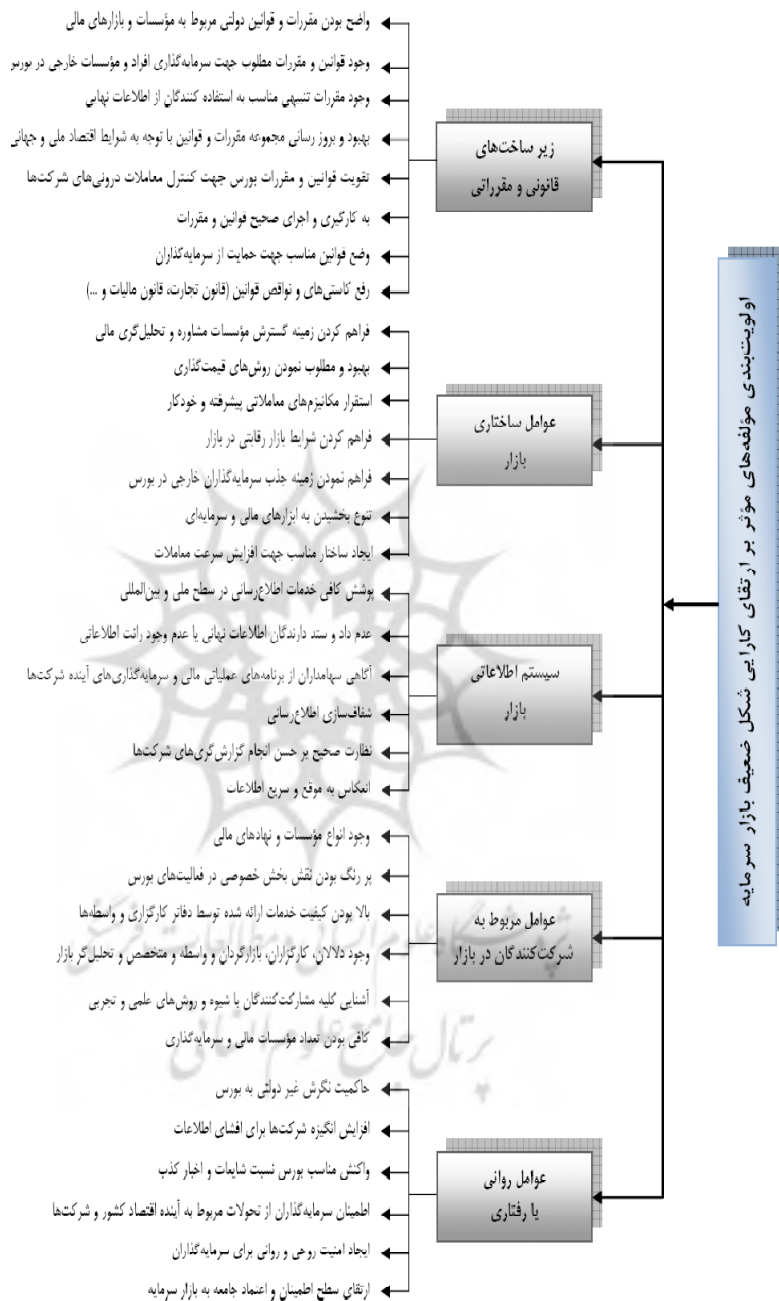 اولویت‌بندی مؤلفه‌های مؤثر بر ارتقای کارایی شکل ضعیف بازار سرمایه
زیر ساخت‌های
قانونی و مقرراتی
واضح بودن مقررات و قوانین دولتی مربوط به مؤسسات و بازارهای مالی
وجود قوانین و مقررات مطلوب جهت سرمایه‌گذاری افراد و مؤسسات خارجی در بورس
وجود مقررات تنبیهی مناسب به استفاده کنندگان از اطلاعات نهایی
بهبود و بروز رسانی مجموعه مقررات و قوانین با توجه به شرایط اقتصاد ملی و جهانی
تقویت قوانین و مقررات بورس جهت کنترل معاملات درونی‌های شرکت‌ها
به کارگیری و اجرای صحیح قوانین و مقررات
وضع قوانین مناسب جهت حمایت از سرمایه‌گذاران
رفع کاستی‌های و نواقص قوانین (قانون تجارت، قانون مالیات و ...)
عوامل ساختاری
بازار
فراهم کردن زمینه گسترش مؤسسات مشاوره و تحلیل‌گری مالی
بهبود و مطلوب نمودن روش‌های قیمت‌گذاری
استقرار مکانیزم‌های معاملاتی پیشرفته و خودکار
فراهم کردن شرایط بازار رقابتی در بازار
فراهم نمودن زمینه جذب سرمایه‌گذاران خارجی در بورس
تنوع بخشیدن به ابزارهای مالی و سرمایه‌ای
ایجاد ساختار مناسب جهت افزایش سرعت معاملات
سیستم اطلاعاتی
بازار
پوشش کافی خدمات اطلاع‌رسانی در سطح ملی و بین‌المللی
عدم داد و ستد دارندگان اطلاعات نهانی یا عدم وجود رانت اطلاعاتی
آگاهی سهامداران از برنامه‌های عملیاتی مالی و سرمایه‌گذاری‌های آینده شرکت‌ها
شفاف‌سازی اطلاع‌رسانی
نظارت صحیح بر حسن انجام گزارش‌گری‌های شرکت‌ها
انعکاس به موقع و سریع اطلاعات
عوامل مربوط به
شرکت‌کنندگان در بازار
وجود انواع مؤسسات و نهادهای مالی
پر رنگ بودن نقش بخش خصوصی در فعالیت‌های بورس
بالا بودن کیفیت خدمات ارائه شده توسط دفاتر کارگزاری و واسطه‌ها
وجود دلالان، کارگزاران، بازارگردان و واسطه و متخصص و تحلیل‌گر بازار
آشنایی کلیه مشارکت‌کنندگان با شیوه و روش‌های علمی و تجربی
کافی بودن تعداد مؤسسات مالی و سرمایه‌گذاری
عوامل روانی
یا رفتاری
حاکمیت نگرش غیر دولتی به بورس
افزایش انگیزه شرکت‌ها برای افشای اطلاعات
واکنش مناسب بورس نسبت شایعات و اخبار کذب
اطمینان سرمایه‌گذاران از تحولات مربوط به آینده اقتصاد کشور و شرکت‌ها
ایجاد امنیت روحی و روانی برای سرمایه‌گذاران
ارتقای سطح اطمینان و اعتماد جامعه به بازار سرمایه
پرتال جامع علوم انسانی